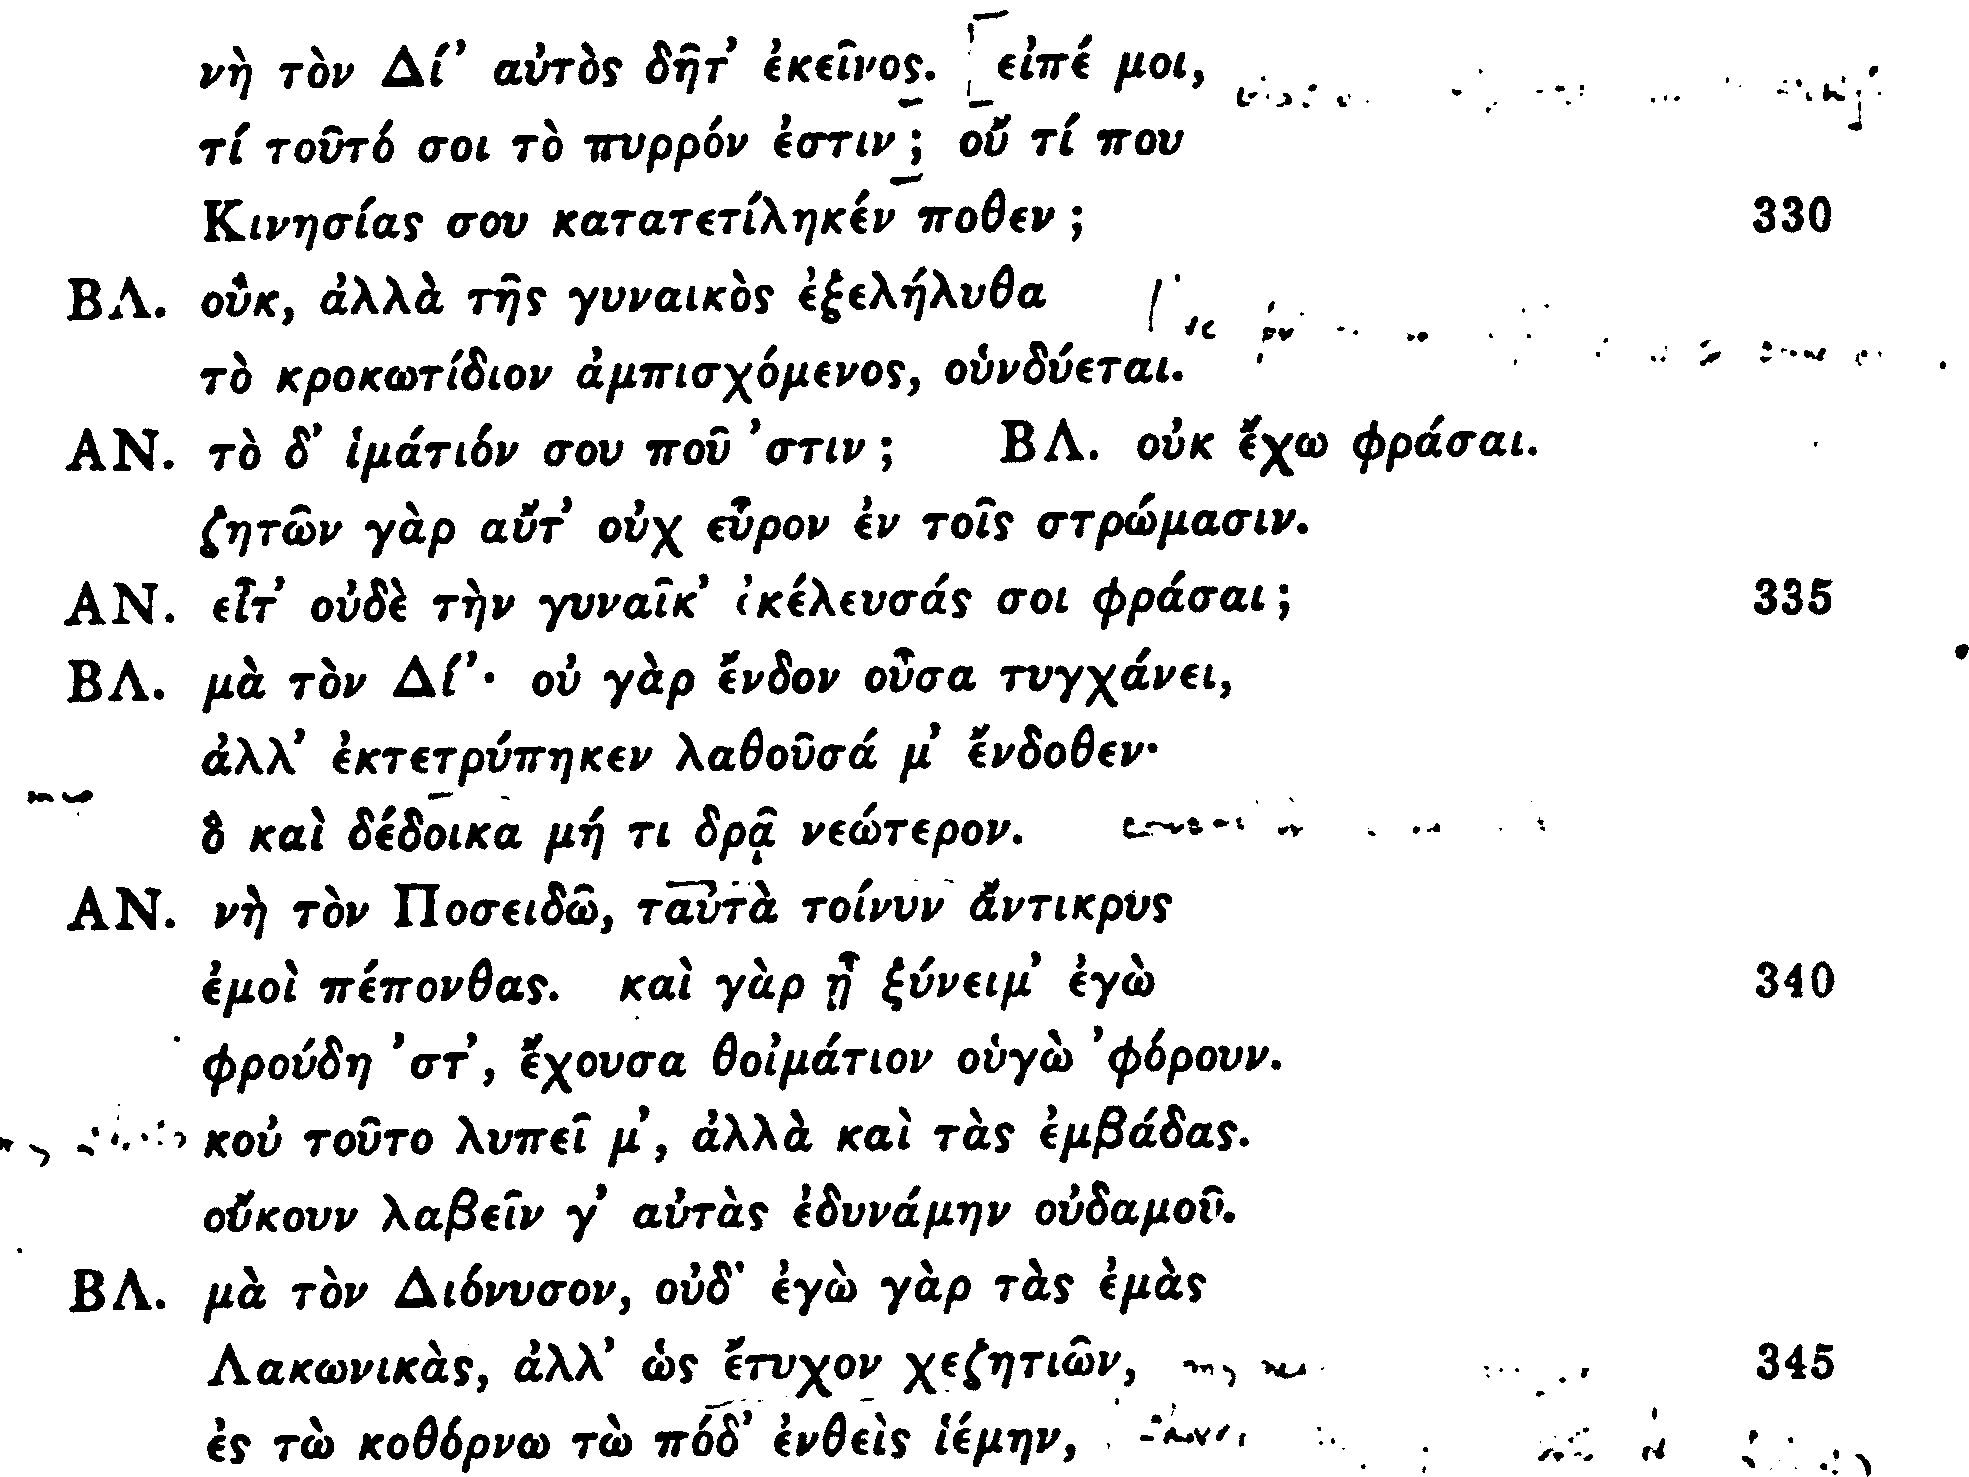 νὴ τὸν Δί’ αὐτὸς δῆτ’ ἐκεῖνος. εἰπέ μοι,
τί τοῦτό σοι τὸ πυρρόν ἐστιν; οὔ τί που
Κινησίας σου κατατετίληκέν ποθεν; 330
ΒΛ. οὔκ, ἀλλὰ τῆς γυναικὸς ἐξελήλυθα
τὸ κροκωτίδιον ἀμπισχόμενος, οὑνδύεται.
ΑΝ. τὸ δ’ ἱμάτιόν σου ποῦ ’στιν; ΒΛ. οὐκ ἔχω φράσαι.
ζητῶν γὰρ αὔτ’ οὐχ εὗρον ἐν τοῖς στρώμασιν.
ΑΝ. εἶτ’ οὐδὲ τὴν γυναῖκ’ ἐκέλευσάς σοι φράσαι; 335
ΒΛ. μὰ τὸν Δί’· οὐ γὰρ ἔνδον οὖσα τυγχάνει,
ἀλλ’ ἐκτετρύπηκεν λαθοῦσά μ’ ἔνδοθεν·
ὃ καὶ δέδοικα μή τι δρᾷ νεώτερον.
ΑΝ. νὴ τὸν Ποσειδῶ, ταὐτὰ τοίνυν ἄντικρυς
ἐμοὶ πέπονθας. καὶ γὰρ ᾗ ξύνειμ’ ἐγὼ 340
φρούδη ’στ’, ἔχουσα θοἰμάτιον οὑγὼ ’φόρουν.
κοὐ τοῦτο λυπεῖ μ’, ἀλλὰ καὶ τὰς ἐμβάδας.
οὔκουν λαβεῖν γ’ αὐτὰς ἐδυνάμην οὐδαμοῦ.
ΒΛ. μὰ τὸν Διόνυσον, οὐδ’ ἐγὼ γὰρ τὰς ἐμὰς
Λακωνικὰς, ἀλλ’ ὡς ἔτυχον χεζητιῶν, 345
ἐς τὼ κοθόρνω τὼ πόδ’ ἐνθεὶς ἱέμην,